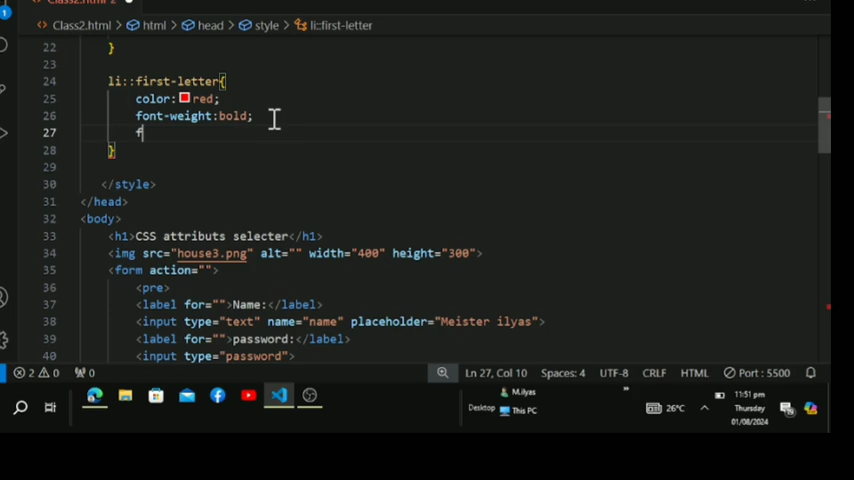 Class2.html
Class2.html > html > head > style > li::first-letter
22 }
23
24 li::first-letter{
25 color: red;
26 font-weight:bold;
27 f
28 }
29
30 </style>
31 </head>
32 <body>
33 <h1>CSS attributs selecter</h1>
34 <img src="house3.png" alt="" width="400" height="300">
35 <form action="">
36 <pre>
37 <label for="">Name:</label>
38 <input type="text" name="name" placeholder="Meister ilyas">
39 <label for="">password:</label>
40 <input type="password">
2 0 0 Ln 27, Col 10 Spaces: 4 UTF-8 CRLF HTML Port : 5500
Desktop
M.ilyas
This PC
»
26°C
11:51 pm
Thursday
01/08/2024